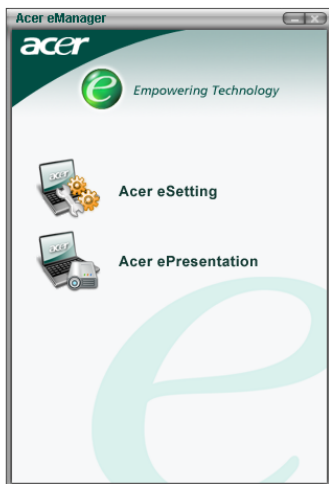 Acer eManager
acer
e Empowering Technology
Acer eSetting
Acer ePresentation